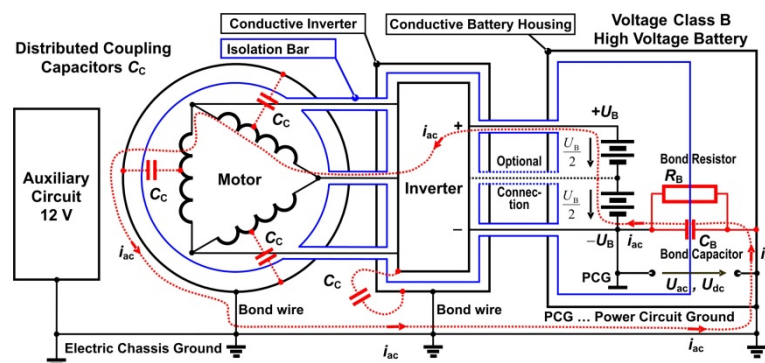 Conductive Inverter
Conductive Battery Housing
Voltage Class B
High Voltage Battery
Distributed Coupling
Capacitors CC
Isolation Bar
CC
+UB
iac
+
UB
2
Optional
Connec-
tion
UB
2
Bond Resistor
RB
Auxiliary
Circuit
12 V
CC
Motor
Inverter
CC
−
−UB
iac
CB
Bond Capacitor
iac
CC
i
PCG
Uac , Udc
Bond wire
Bond wire
PCG ... Power Circuit Ground
Electric Chassis Ground
iac
iac